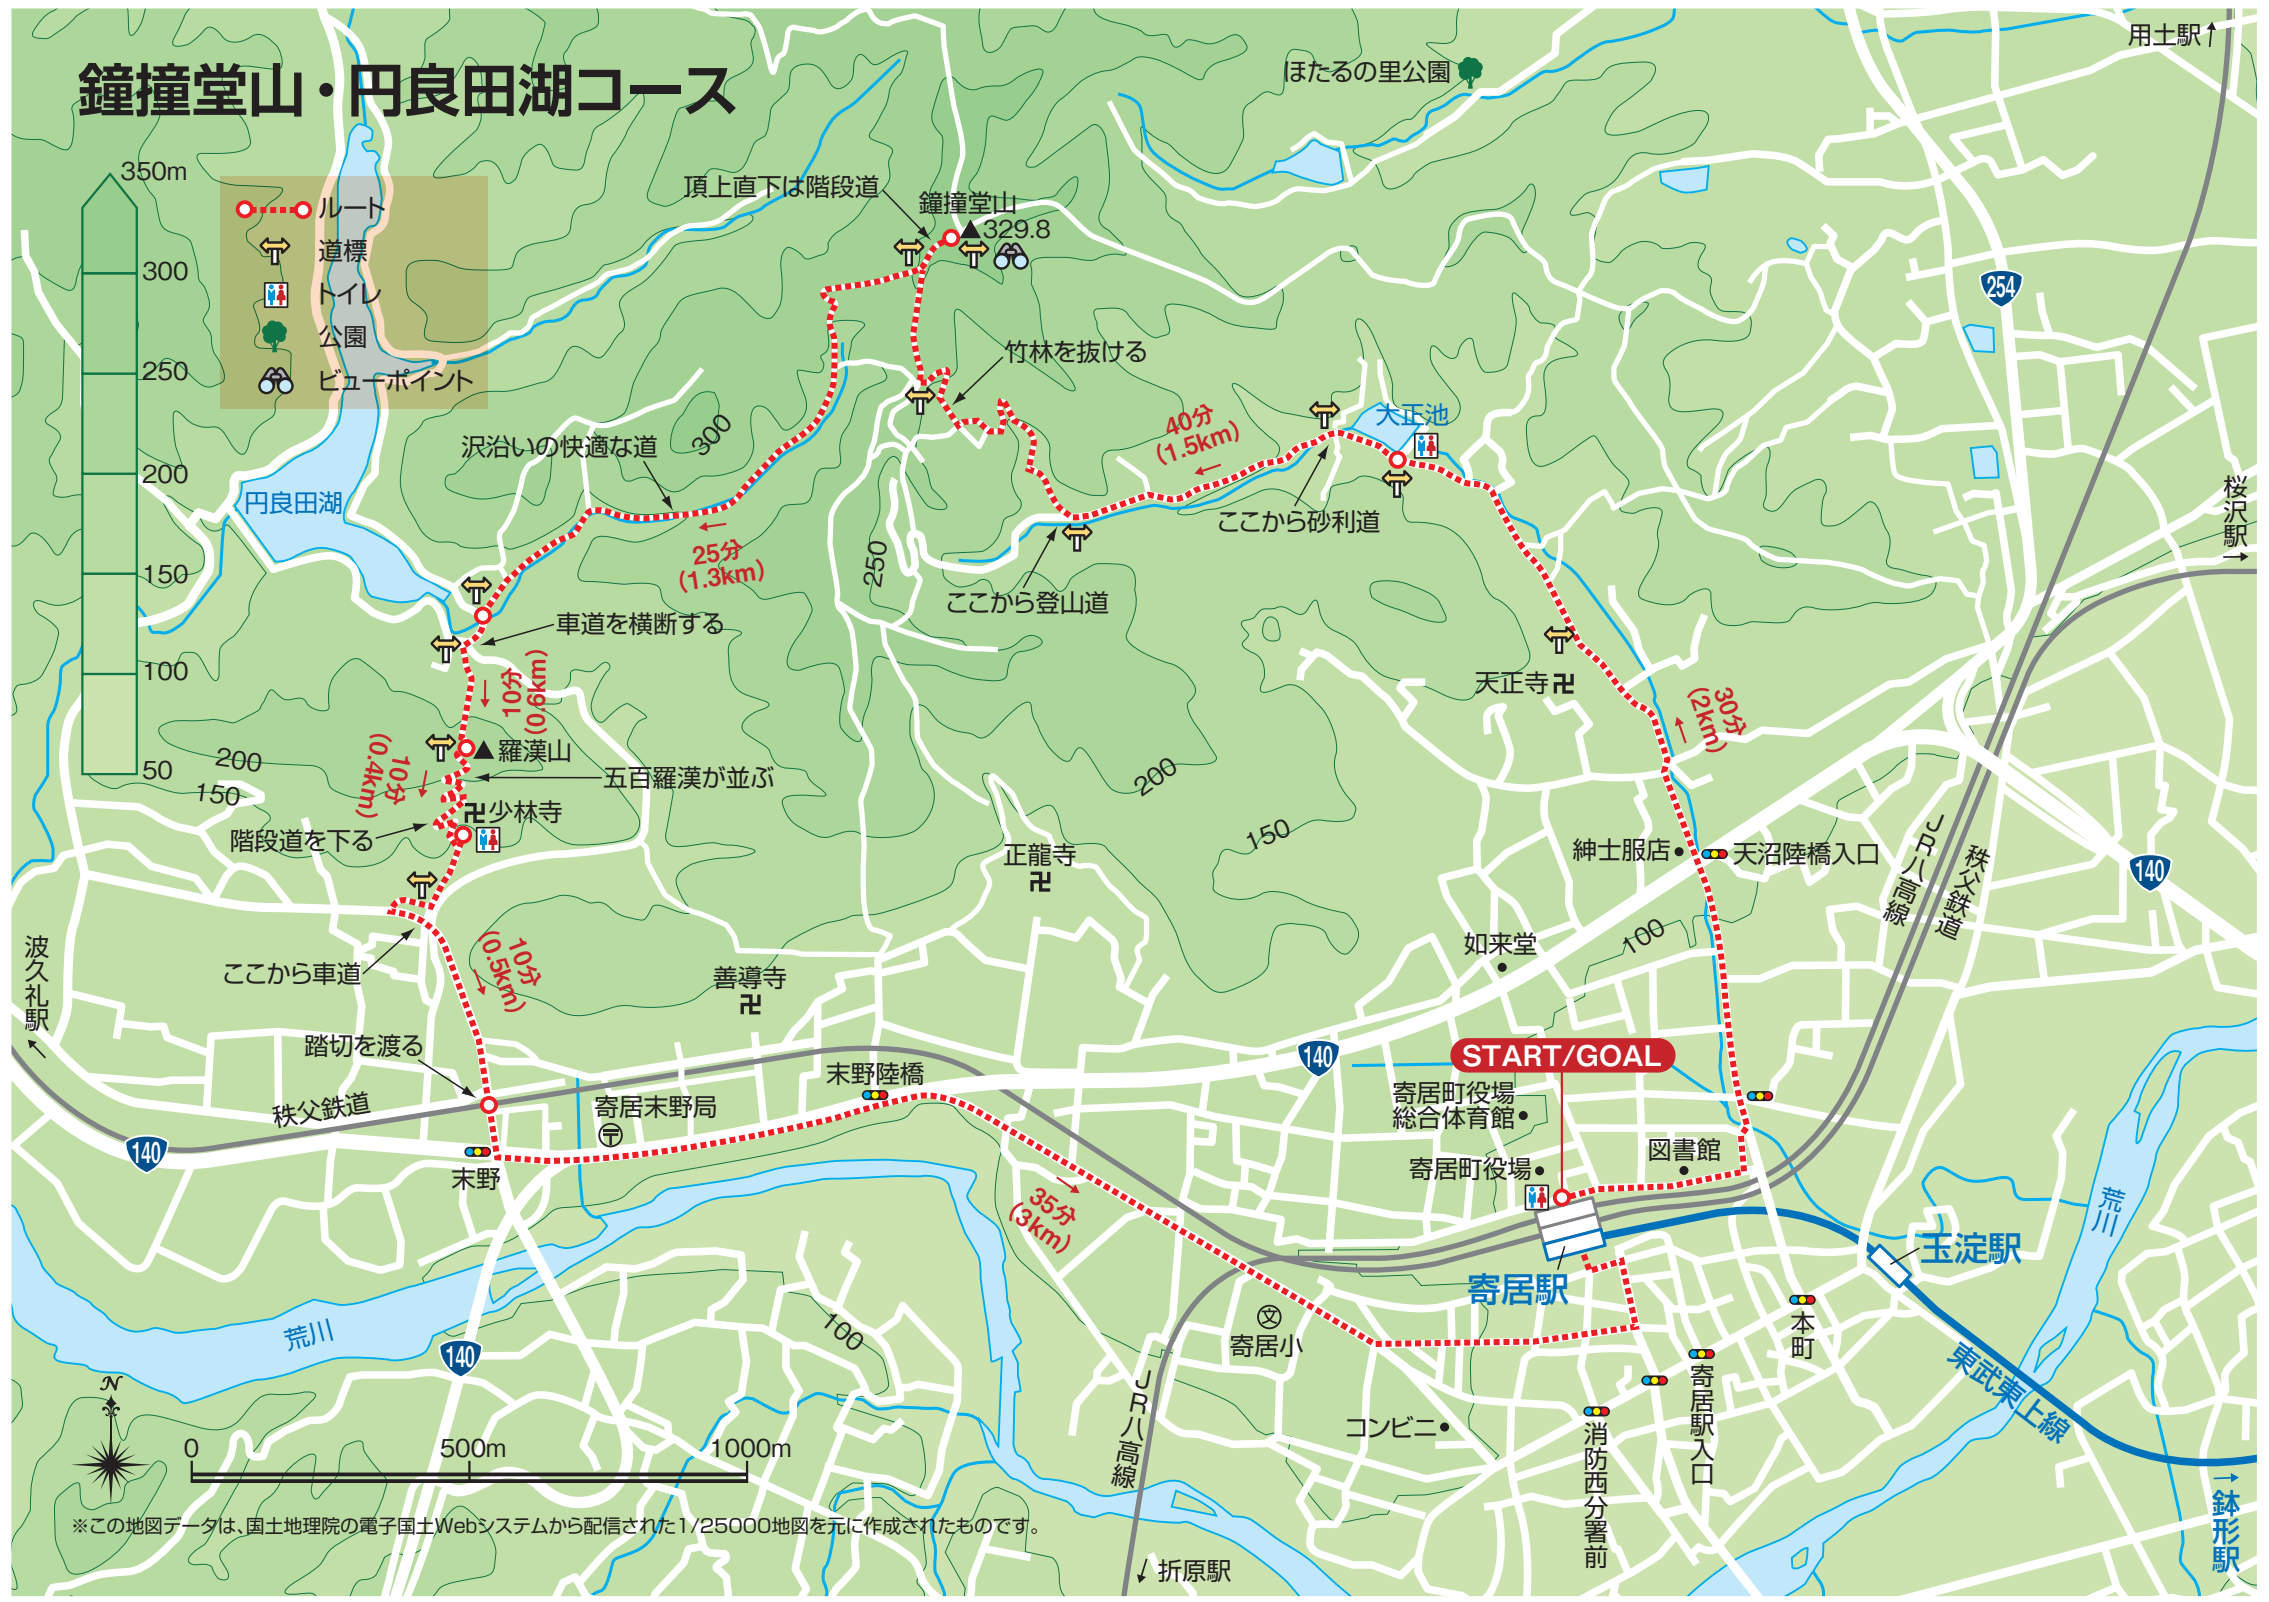 鐘撞堂山・円良田湖コース
用土駅↑
ほたるの里公園
350m
300
250
200
150
100
50
ルート
道標
トイレ
公園
ビューポイント
頂上直下は階段道
鐘撞堂山
▲329.8
254
竹林を抜ける
大正池
40分
(1.5km)
300
沢沿いの快適な道
円良田湖
ここから砂利道
桜沢駅→
25分
(1.3km)
250
ここから登山道
車道を横断する
10分
(0.6km)
天正寺卍
30分
(2km)
200
150
▲羅漢山
五百羅漢が並ぶ
10分
(0.4km)
卍少林寺
階段道を下る
200
150
正龍寺
卍
紳士服店
天沼陸橋入口
JR八高線
秩父鉄道
140
波久礼駅
ここから車道
10分
(0.5km)
善導寺
卍
如来堂
100
踏切を渡る
秩父鉄道
寄居末野局
末野陸橋
140
START/GOAL
寄居町役場
総合体育館
寄居町役場
図書館
140
末野
35分
(3km)
荒川
玉淀駅
寄居駅
荒川
140
100
文
寄居小
本町
寄居駅入口
東武東上線
JR八高線
コンビニ
消防西分署前
N
0
500m
1000m
→鉢形駅
※この地図データは、国土地理院の電子国土Webシステムから配信された1/25000地図を元に作成されたものです。
折原駅